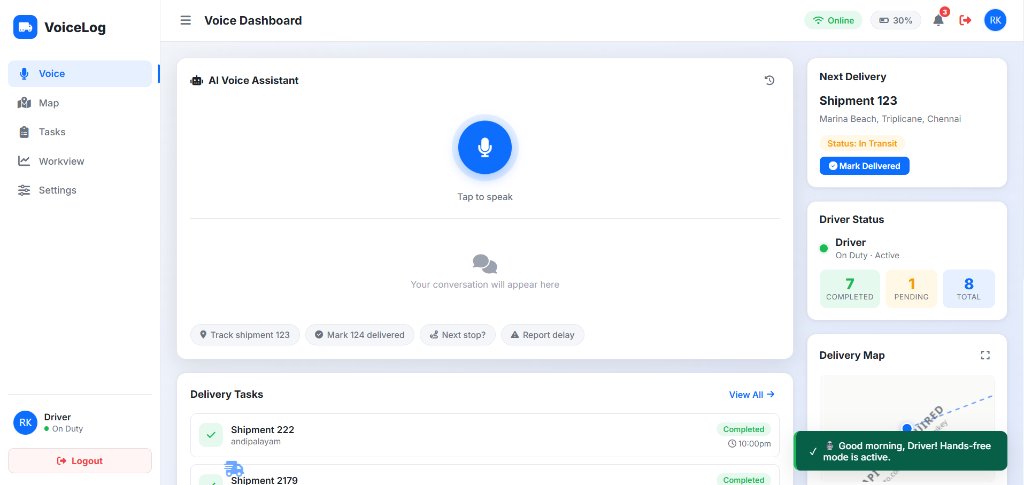 VoiceLog
Voice
Map
Tasks
Workview
Settings
RK
Driver
On Duty
Logout
Voice Dashboard
Online
30%
3
RK
AI Voice Assistant
Tap to speak
Your conversation will appear here
Track shipment 123
Mark 124 delivered
Next stop?
Report delay
Delivery Tasks
View All
Shipment 222
andipalayam
Completed
10:00pm
Shipment 2179
Completed
Next Delivery
Shipment 123
Marina Beach, Triplicane, Chennai
Status: In Transit
Mark Delivered
Driver Status
Driver
On Duty · Active
7
COMPLETED
1
PENDING
8
TOTAL
Delivery Map
Good morning, Driver! Hands-free
mode is active.